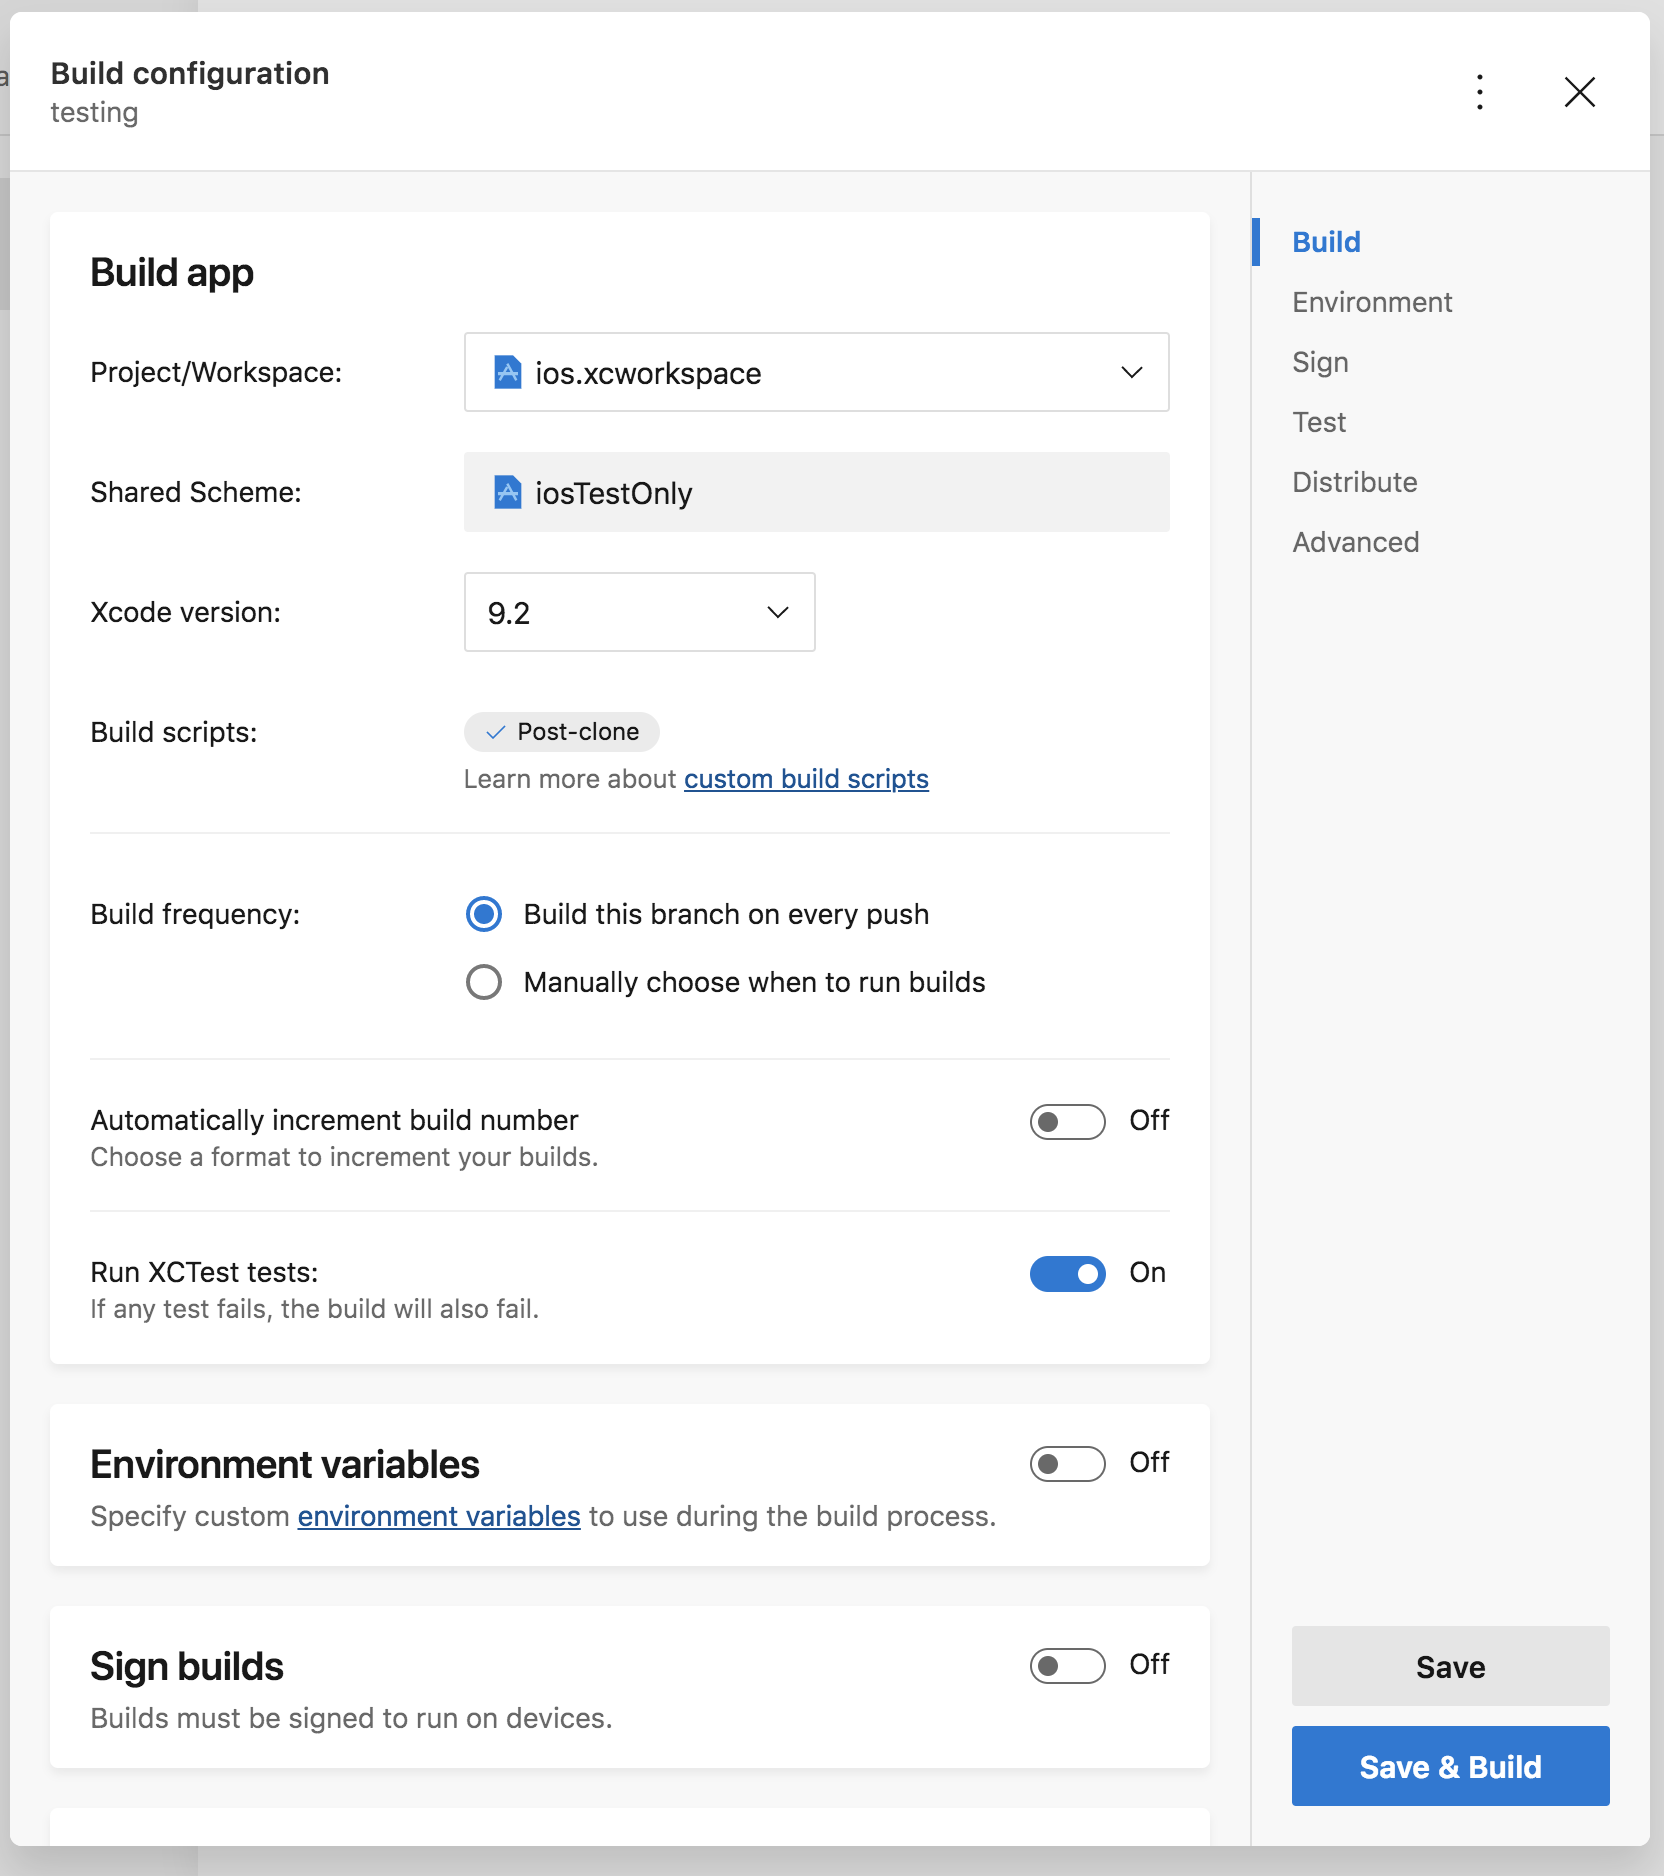 Build configuration
testing
Build app
Project/Workspace:
ios.xcworkspace
Shared Scheme:
iosTestOnly
Xcode version:
9.2
Build scripts:
Post-clone
Learn more about custom build scripts
Build frequency:
Build this branch on every push
Manually choose when to run builds
Automatically increment build number
Off
Choose a format to increment your builds.
Run XCTest tests:
On
If any test fails, the build will also fail.
Environment variables
Off
Specify custom environment variables to use during the build process.
Sign builds
Off
Builds must be signed to run on devices.
Build
Environment
Sign
Test
Distribute
Advanced
Save
Save & Build